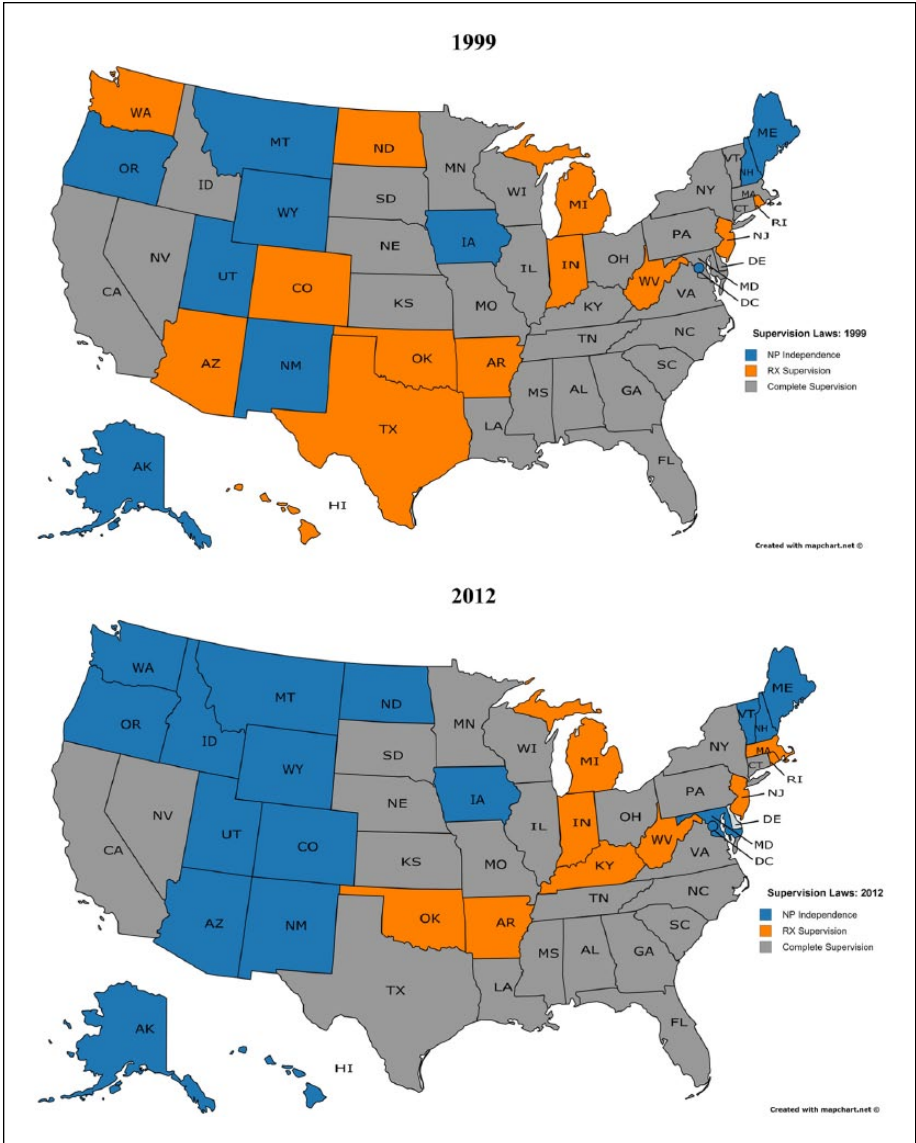 1999
WA
MT
ND
MN
ME
VT
NH
OR
ID
SD
WI
NY
MA
CT
RI
MI
WY
IA
NE
PA
NJ
NV
UT
IL
IN
OH
DE
MD
DC
CA
CO
KS
MO
WV
VA
KY
AZ
NM
OK
AR
TN
NC
SC
TX
MS
AL
GA
LA
FL
AK
HI
Supervision Laws: 1999
NP Independence
RX Supervision
Complete Supervision
Created with mapchart.net ©
2012
WA
MT
ND
MN
ME
VT
NH
OR
ID
SD
WI
NY
MA
CT
RI
MI
WY
IA
NE
PA
NJ
NV
UT
IL
IN
OH
DE
MD
DC
CA
CO
KS
MO
WV
VA
KY
AZ
NM
OK
AR
TN
NC
SC
TX
MS
AL
GA
LA
FL
AK
HI
Supervision Laws: 2012
NP Independence
RX Supervision
Complete Supervision
Created with mapchart.net ©